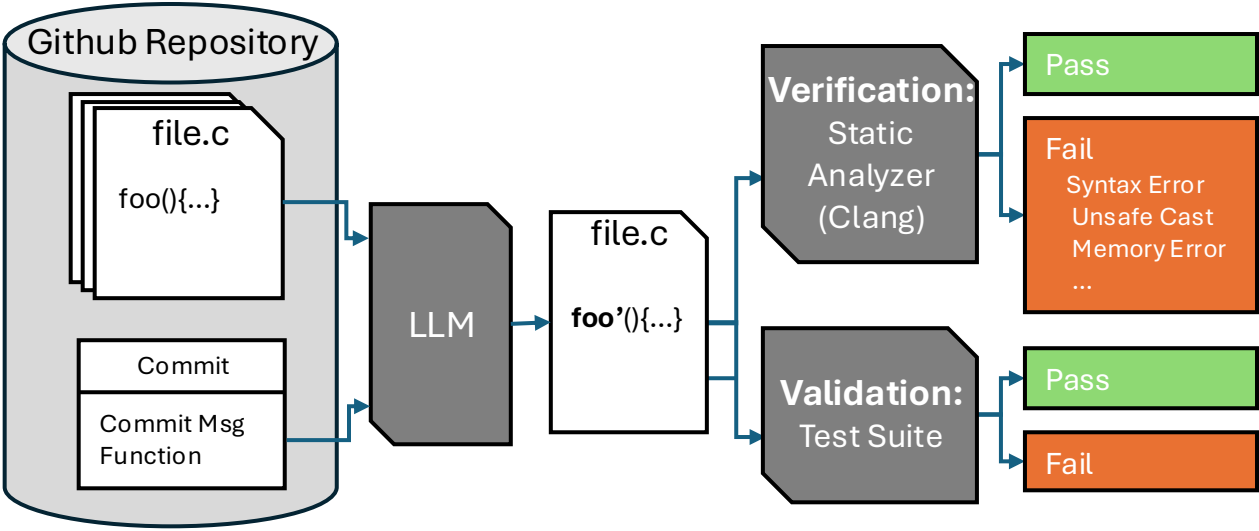 Github Repository
file.c
foo(){...}
Commit
Commit Msg
Function
LLM
file.c
foo’(){...}
Verification:
Static
Analyzer
(Clang)
Validation:
Test Suite
Pass
Fail
Syntax Error
Unsafe Cast
Memory Error
...
Pass
Fail